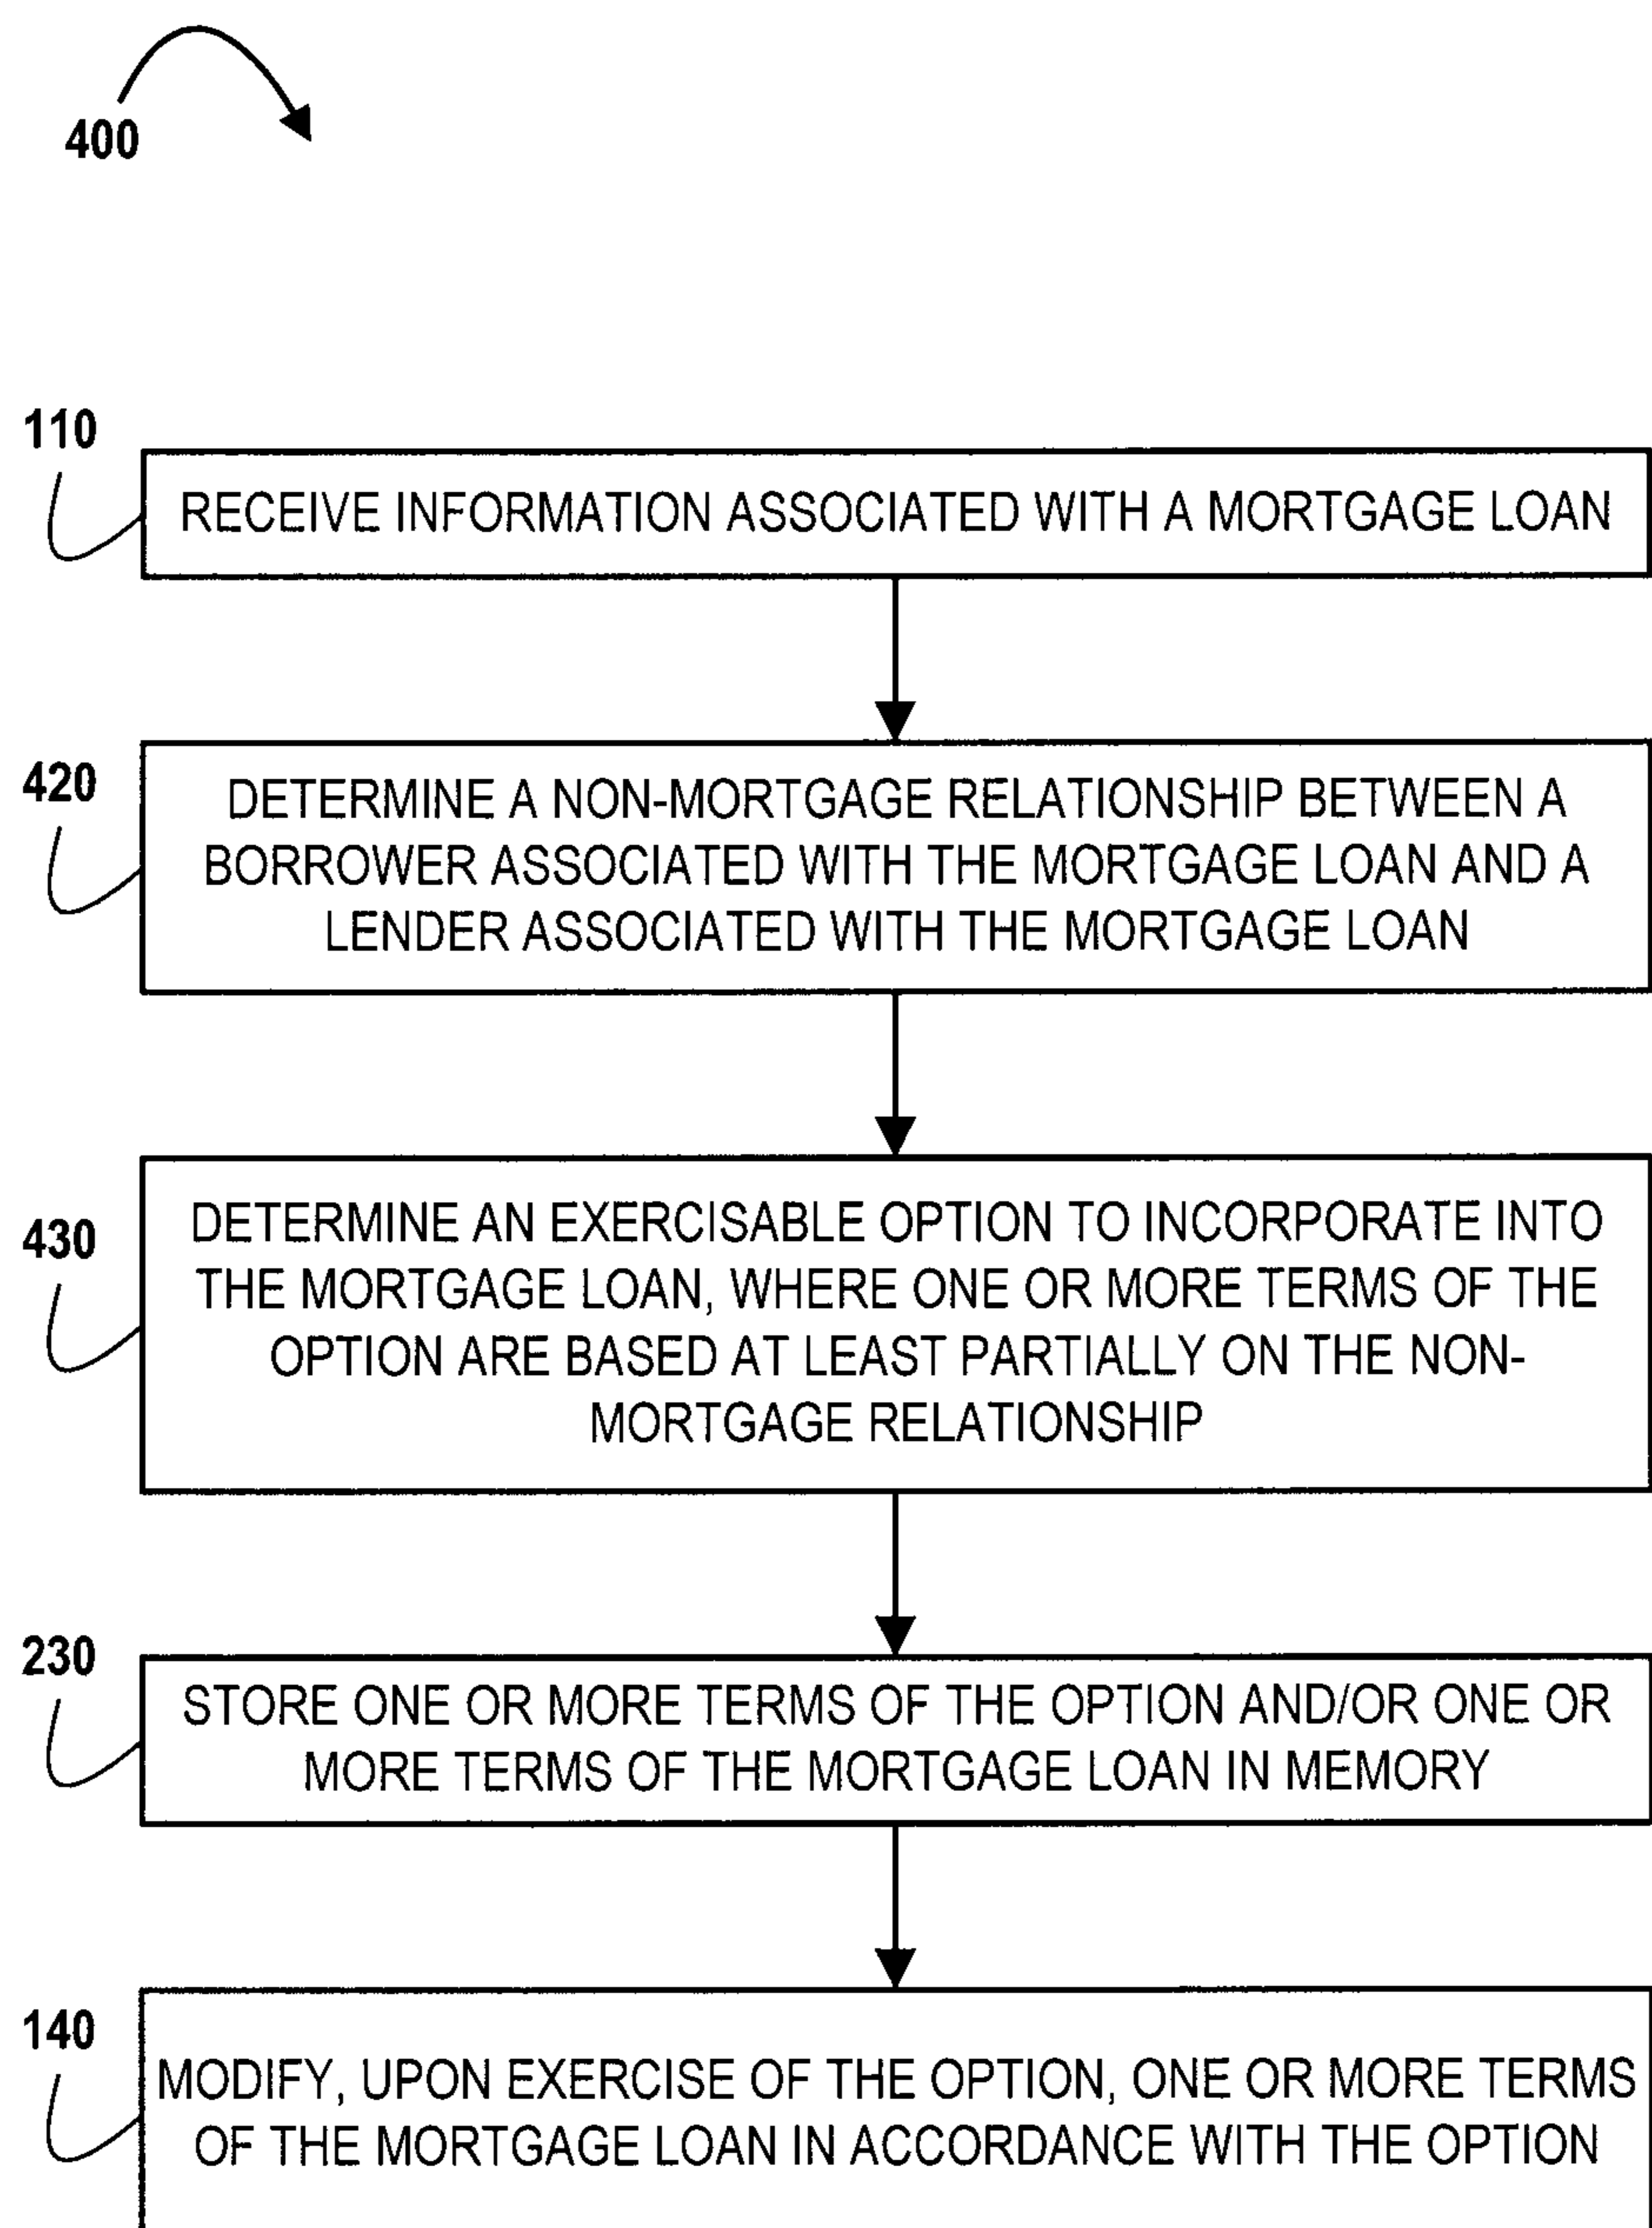 400
110
RECEIVE INFORMATION ASSOCIATED WITH A MORTGAGE LOAN
420
DETERMINE A NON-MORTGAGE RELATIONSHIP BETWEEN A
BORROWER ASSOCIATED WITH THE MORTGAGE LOAN AND A
LENDER ASSOCIATED WITH THE MORTGAGE LOAN
430
DETERMINE AN EXERCISABLE OPTION TO INCORPORATE INTO
THE MORTGAGE LOAN, WHERE ONE OR MORE TERMS OF THE
OPTION ARE BASED AT LEAST PARTIALLY ON THE NON-
MORTGAGE RELATIONSHIP
230
STORE ONE OR MORE TERMS OF THE OPTION AND/OR ONE OR
MORE TERMS OF THE MORTGAGE LOAN IN MEMORY
140
MODIFY, UPON EXERCISE OF THE OPTION, ONE OR MORE TERMS
OF THE MORTGAGE LOAN IN ACCORDANCE WITH THE OPTION